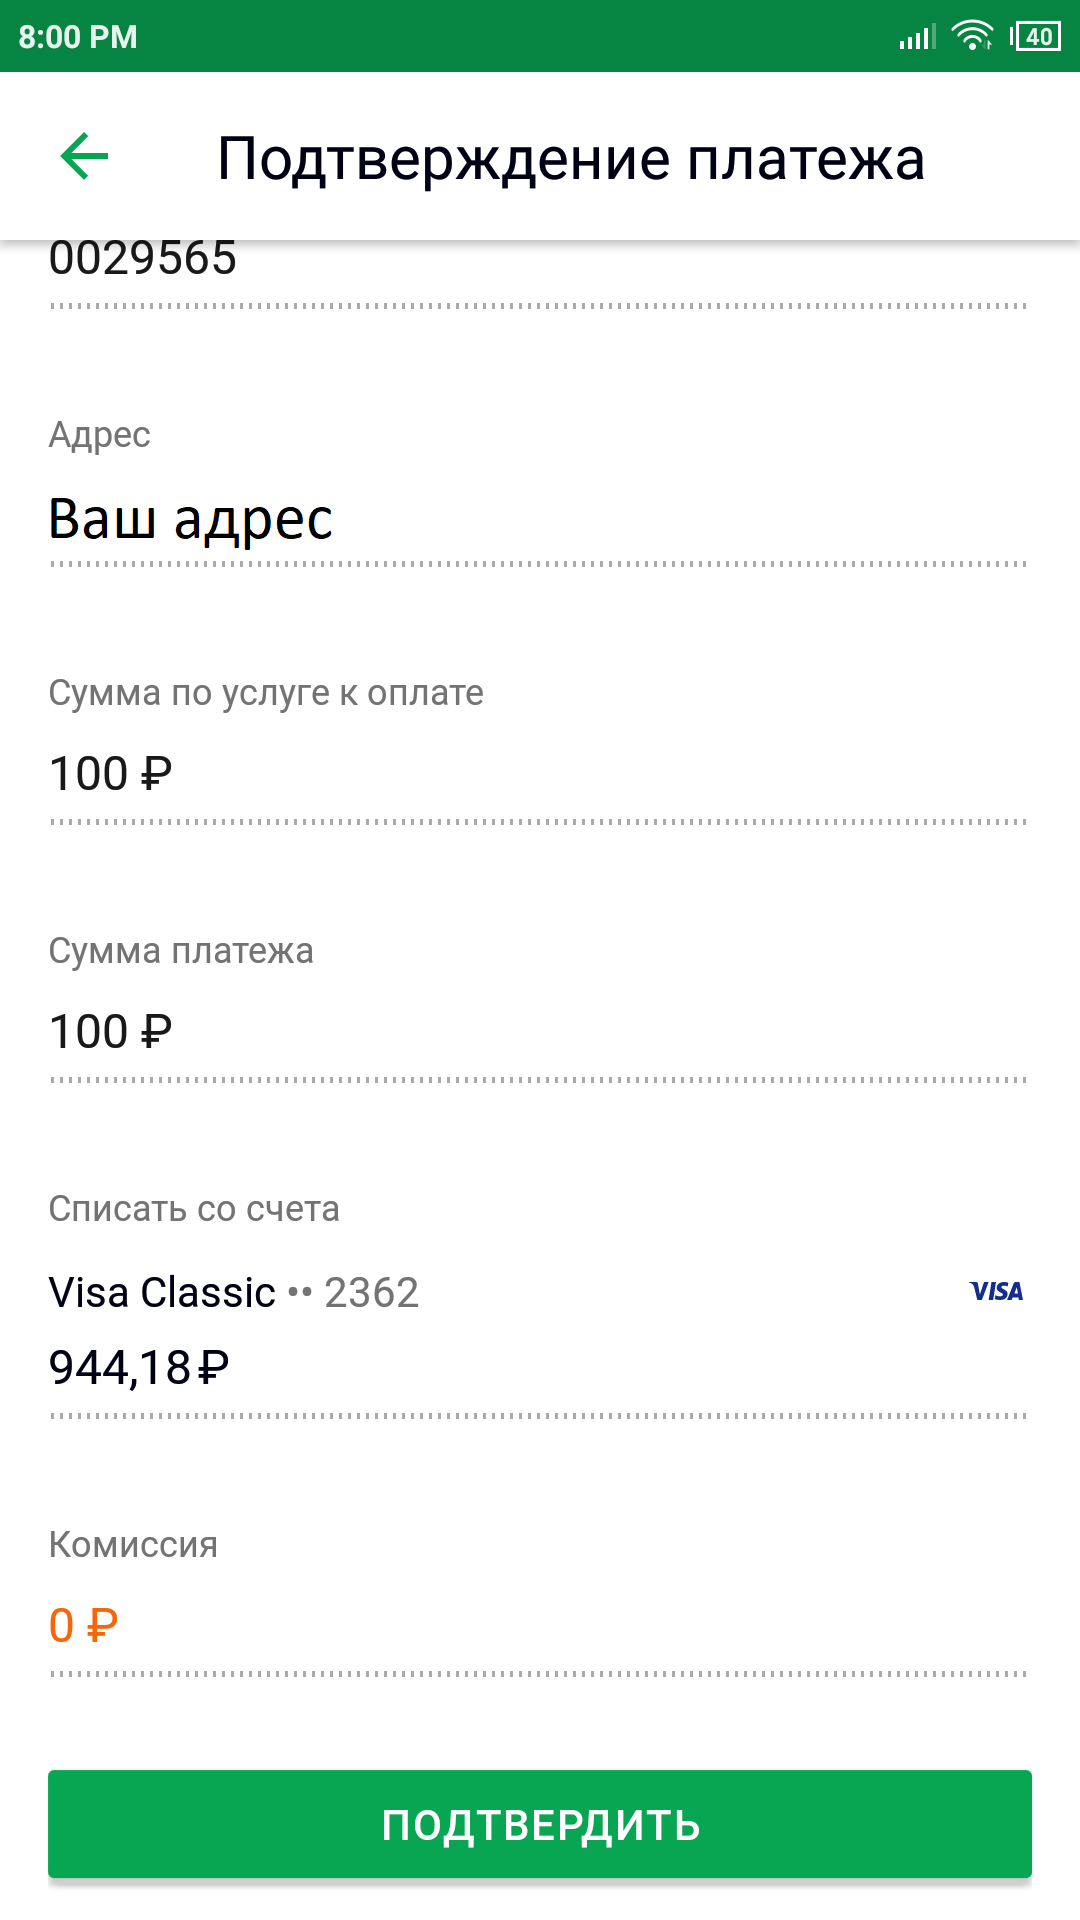 8:00 PM
40
Подтверждение платежа
0029565
Адрес
Ваш адрес
Сумма по услуге к оплате
100 ₽
Сумма платежа
100 ₽
Списать со счета
Visa Classic •• 2362
VISA
944,18 ₽
Комиссия
0 ₽
ПОДТВЕРДИТЬ